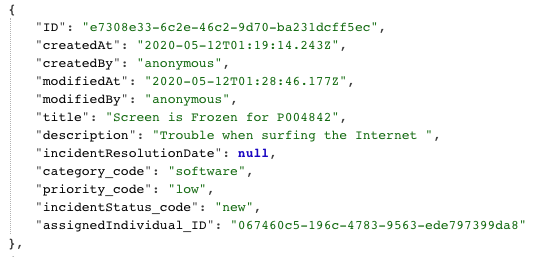 {
"ID": "e7308e33-6c2e-46c2-9d70-ba231dcff5ec",
"createdAt": "2020-05-12T01:19:14.243Z",
"createdBy": "anonymous",
"modifiedAt": "2020-05-12T01:28:46.177Z",
"modifiedBy": "anonymous",
"title": "Screen is Frozen for P004842",
"description": "Trouble when surfing the Internet ",
"incidentResolutionDate": null,
"category_code": "software",
"priority_code": "low",
"incidentStatus_code": "new",
"assignedIndividual_ID": "067460c5-196c-4783-9563-ede797399da8"
},